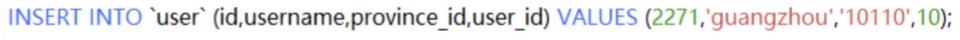 INSERT INTO `user` (id,username,province_id,user_id) VALUES (2271,'guangzhou','10110',10);